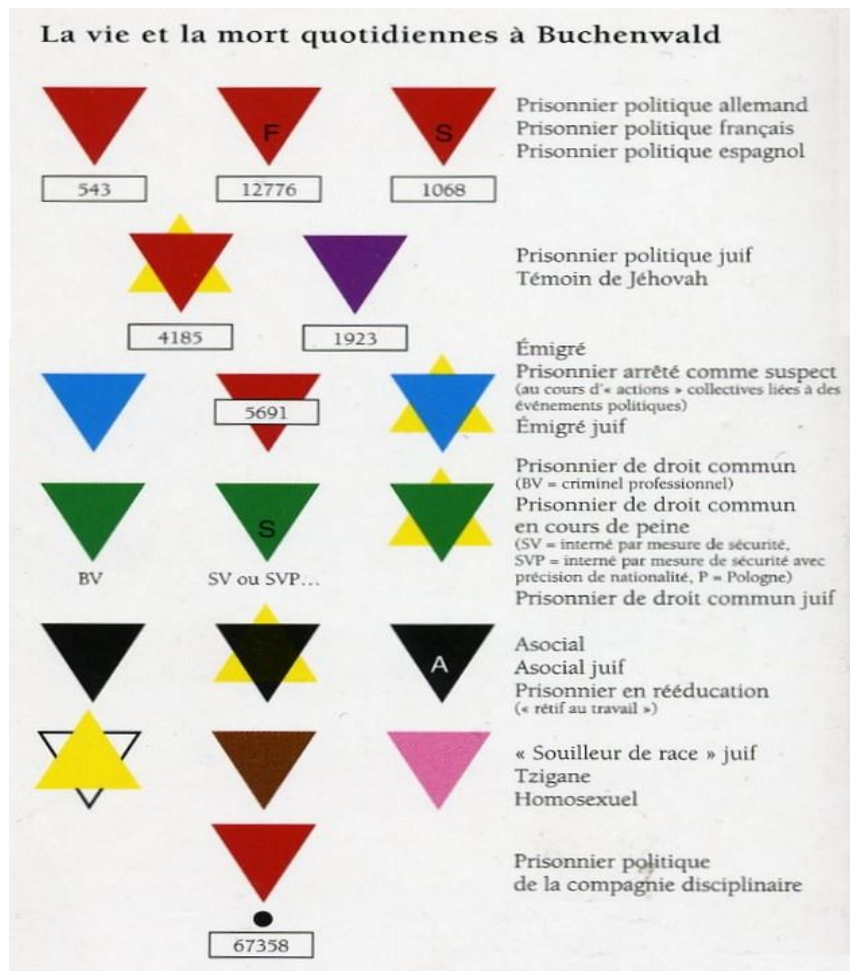 La vie et la mort quotidiennes à Buchenwald
F
S
Prisonnier politique allemand
Prisonnier politique français
Prisonnier politique espagnol
543
12776
1068
Prisonnier politique juif
Témoin de Jéhovah
4185
1923
Émigré
Prisonnier arrêté comme suspect
(au cours d'« actions » collectives liées à des
événements politiques)
Émigré juif
5691
Prisonnier de droit commun
(BV = criminel professionnel)
Prisonnier de droit commun
en cours de peine
(SV = interné par mesure de sécurité,
SVP = interné par mesure de sécurité avec
précision de nationalité, P = Pologne)
Prisonnier de droit commun juif
S
BV
SV ou SVP...
A
Asocial
Asocial juif
Prisonnier en rééducation
(« rétif au travail »)
« Souilleur de race » juif
Tzigane
Homosexuel
Prisonnier politique
de la compagnie disciplinaire
67358